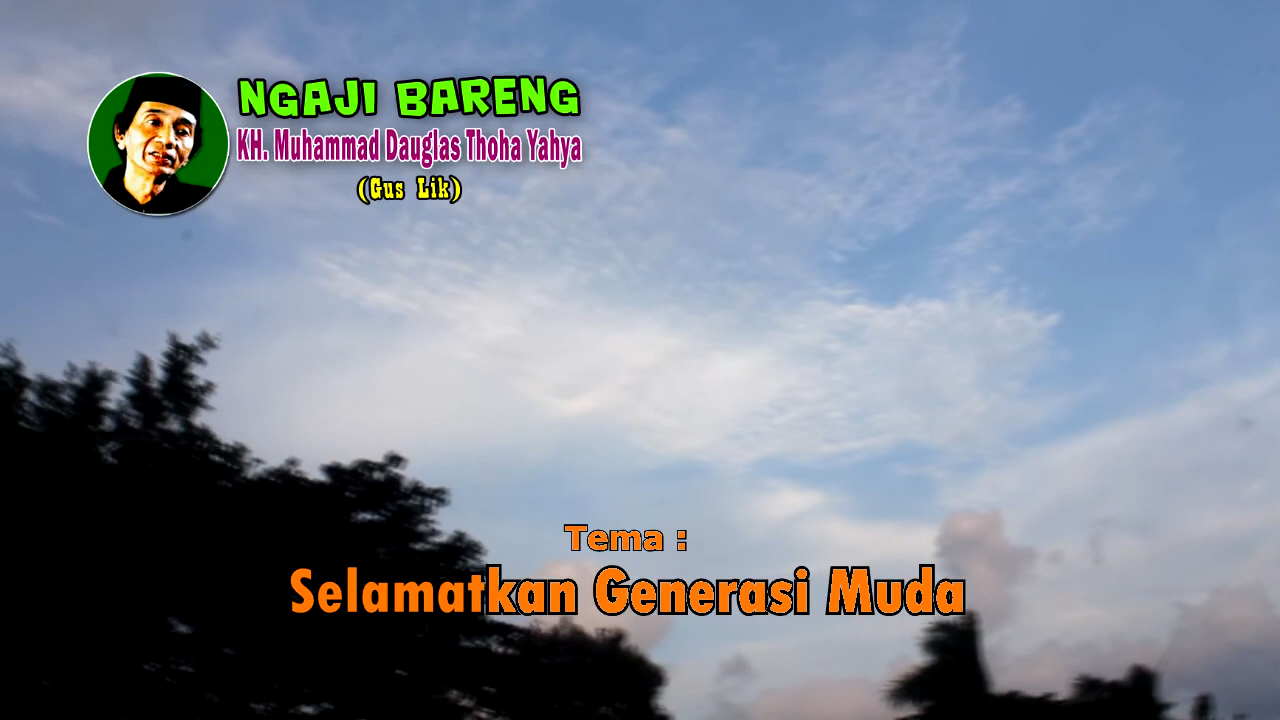 NGAJI BARENG
KH. Muhammad Dauglas Thoha Yahya
(Gus Lik)
Tema :
Selamatkan Generasi Muda